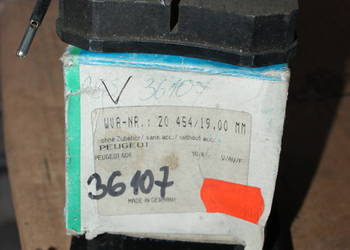 V 36107
WVA-NR.: 20 454/19,00 MM
ohne Zubehör/ sans acc./ without acc.
PEUGEOT
PEUGEOT 604
36107
MADE IN GERMANY